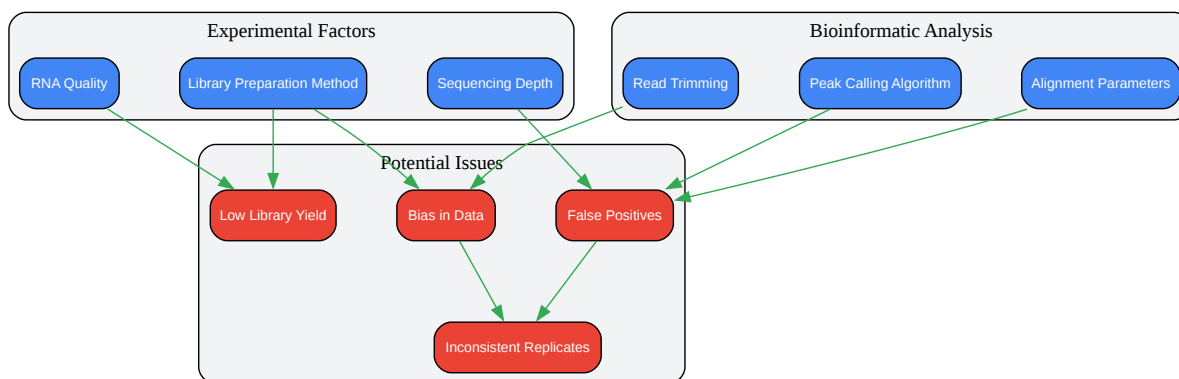 Experimental Factors
Bioinformatic Analysis
RNA Quality
Library Preparation Method
Sequencing Depth
Read Trimming
Peak Calling Algorithm
Alignment Parameters
Potential Issues
Low Library Yield
Bias in Data
False Positives
Inconsistent Replicates